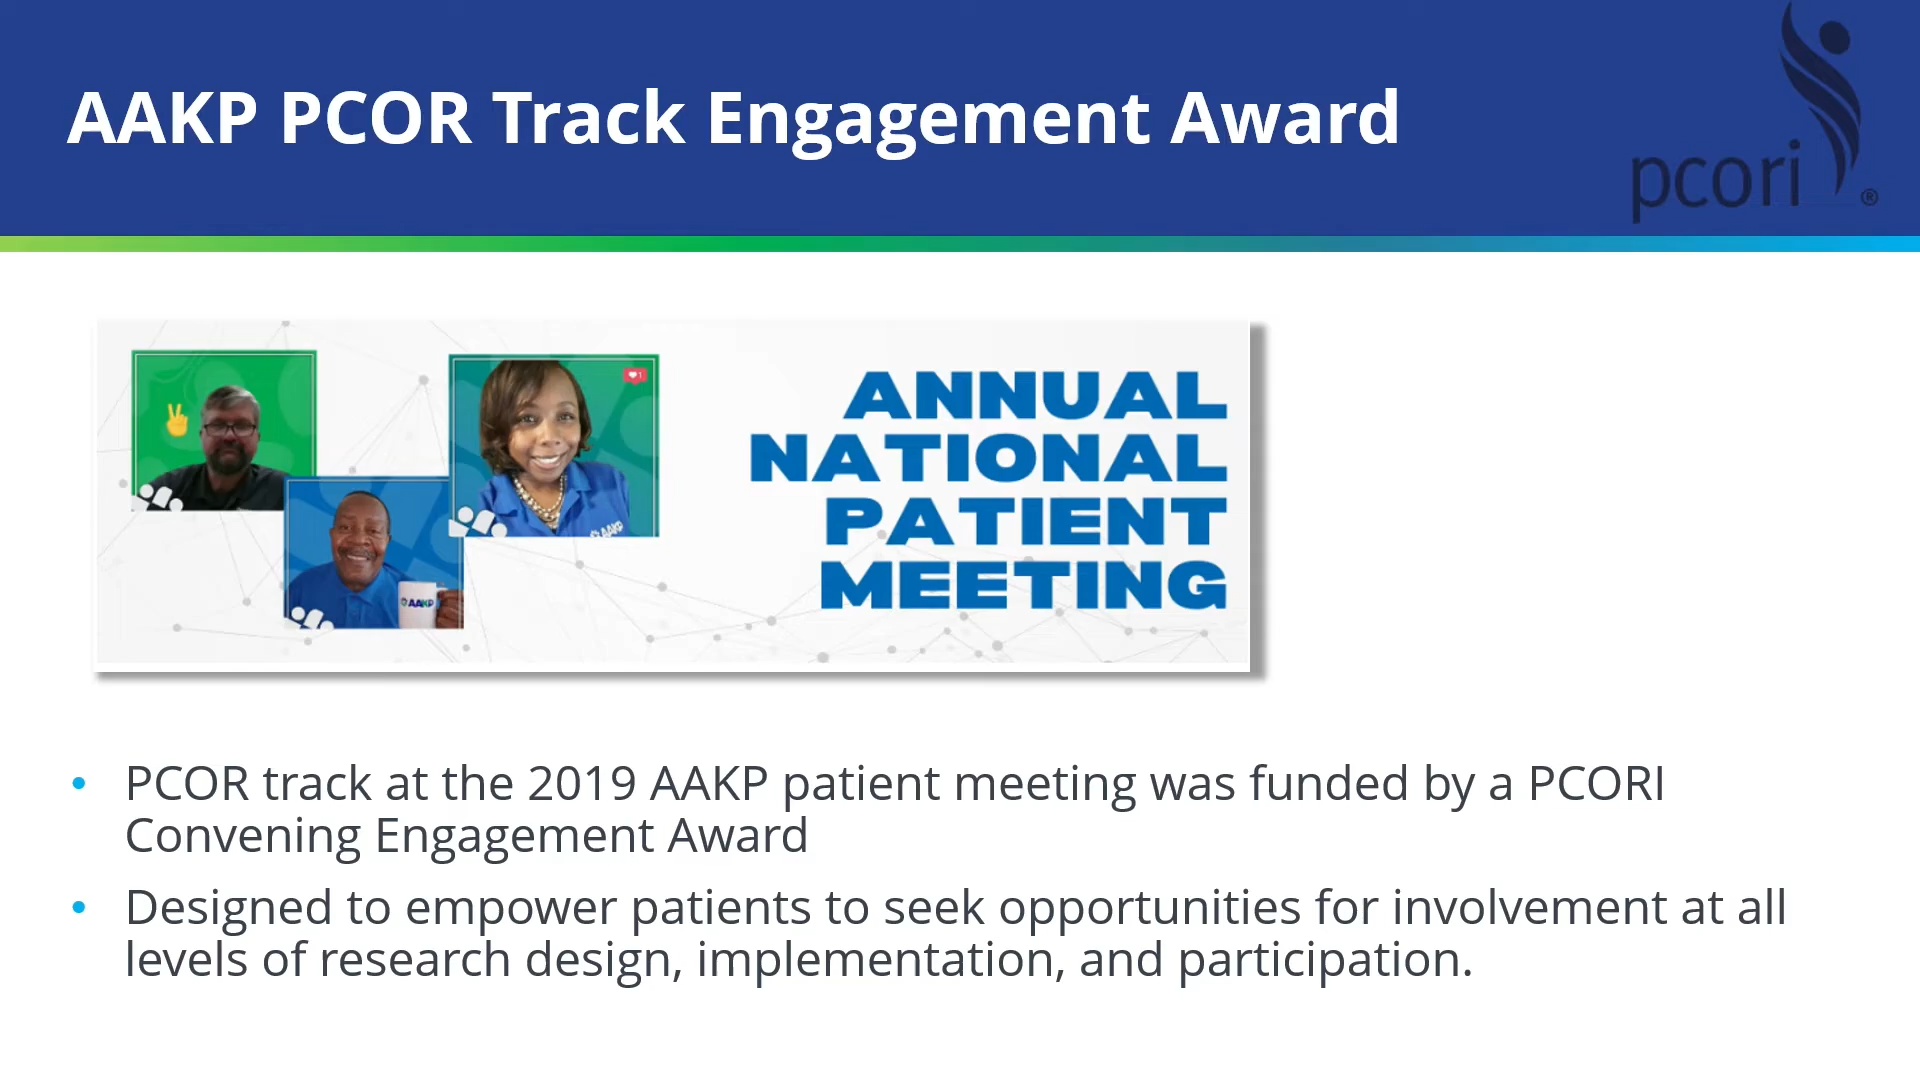 AAKP PCOR Track Engagement Award
pcori®
ANNUAL
NATIONAL
PATIENT
MEETING
AAKP
AAKP
• PCOR track at the 2019 AAKP patient meeting was funded by a PCORI
Convening Engagement Award
• Designed to empower patients to seek opportunities for involvement at all
levels of research design, implementation, and participation.